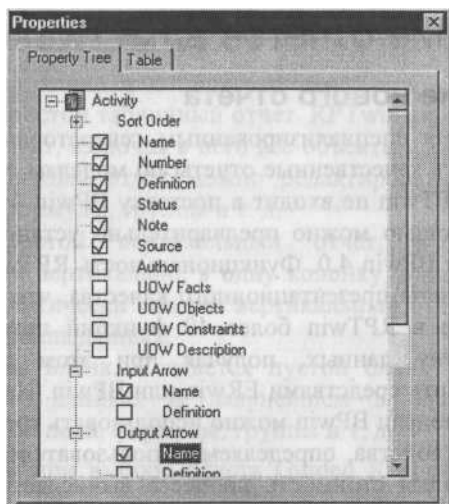 Properties
Property Tree Table
Activity
Sort Order
Name
Number
Definition
Status
Note
Source
Author
UOW Facts
UOW Objects
UOW Constraints
UOW Description
Input Arrow
Name
Definition
Output Arrow
Name
Definition